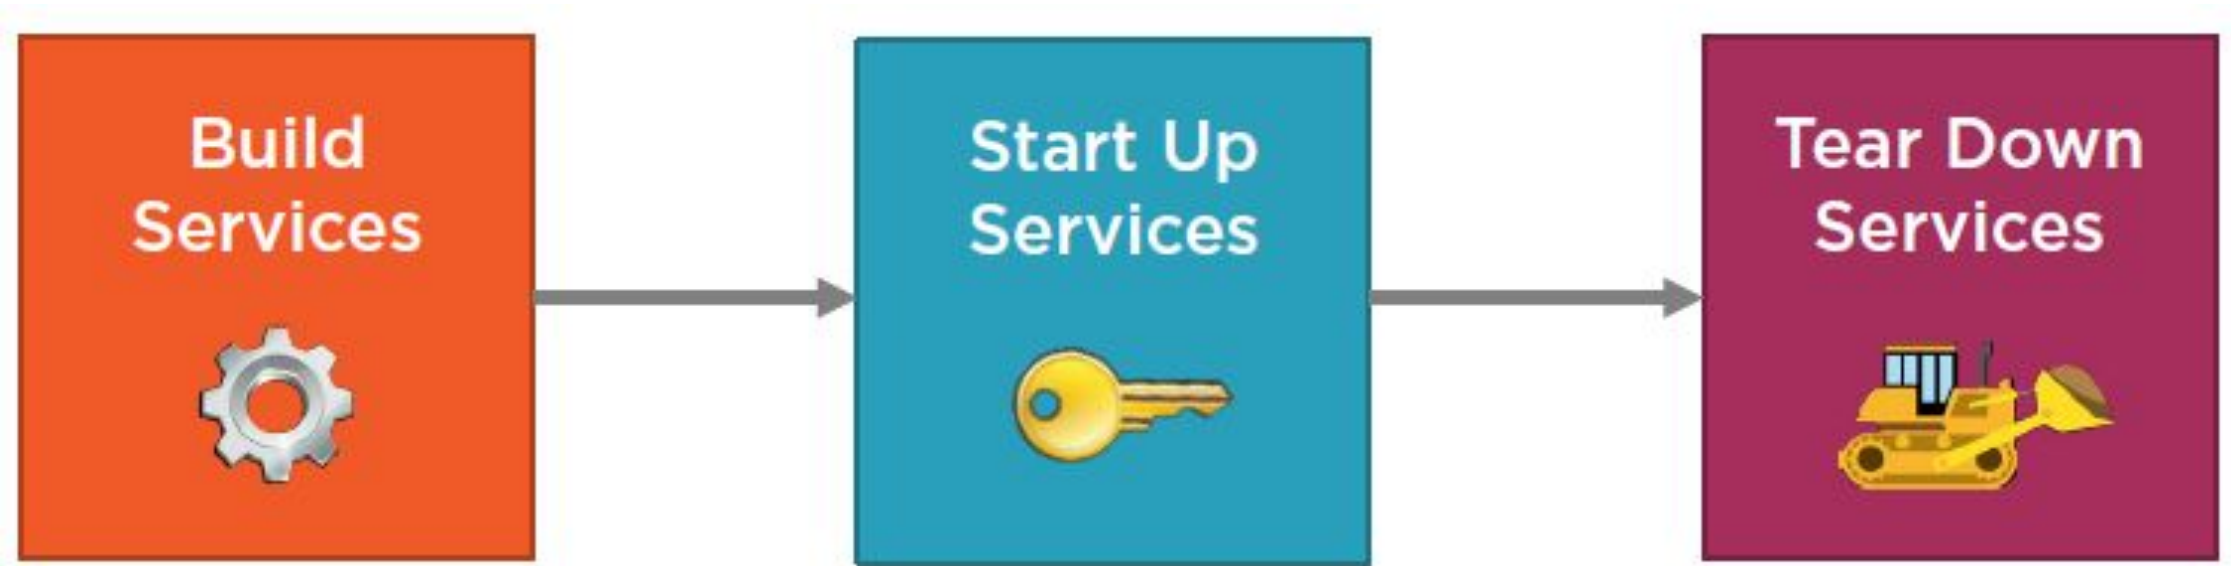 Build
Services
Start Up
Services
Tear Down
Services